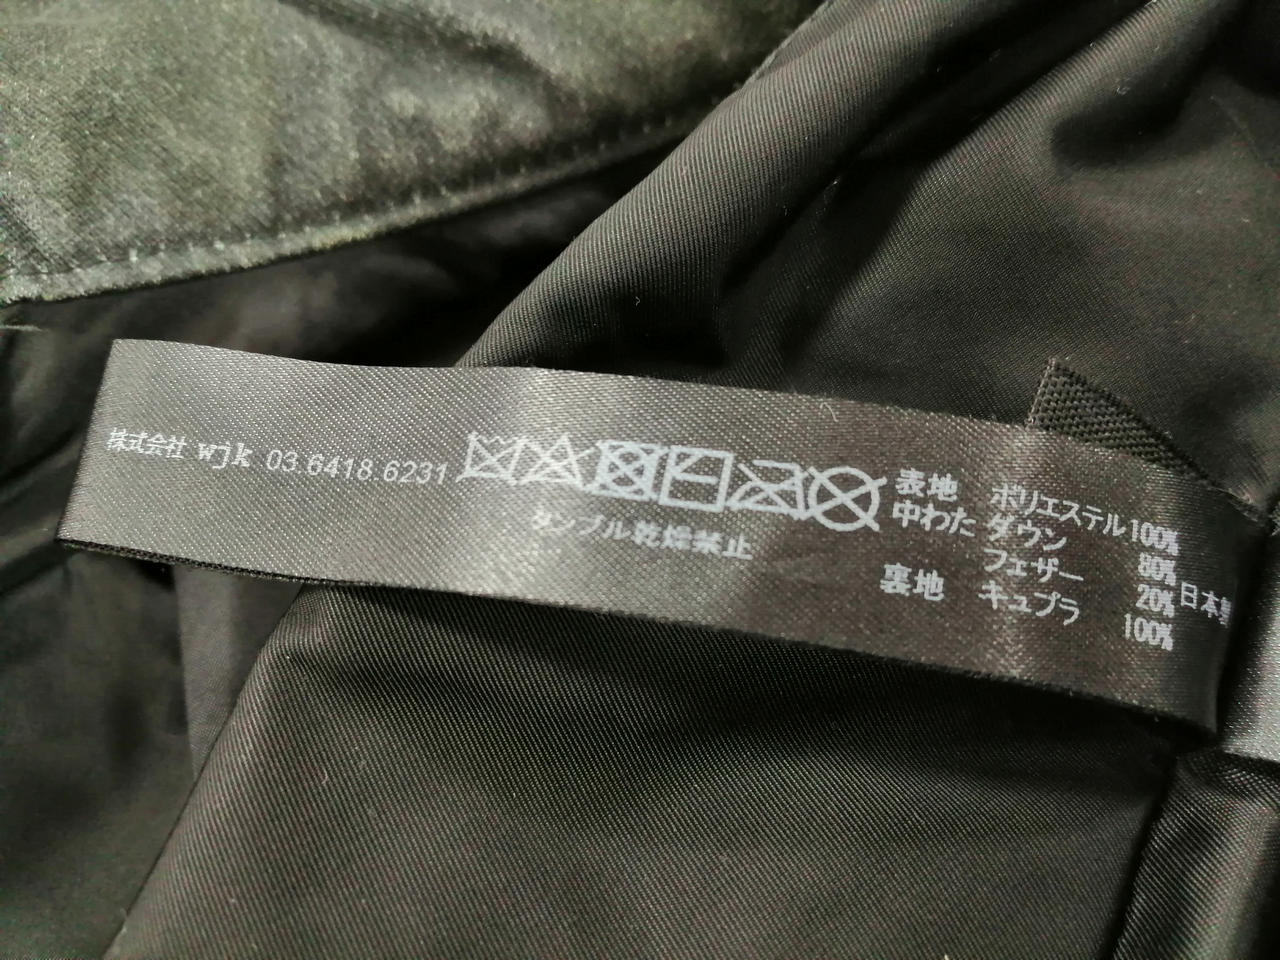 株式会社 wjk 03.6418.6231
タンブル乾燥禁止
表地 ポリエステル100%
中わた ダウン 80%
フェザー 20%
裏地 キュプラ 100%
日本製